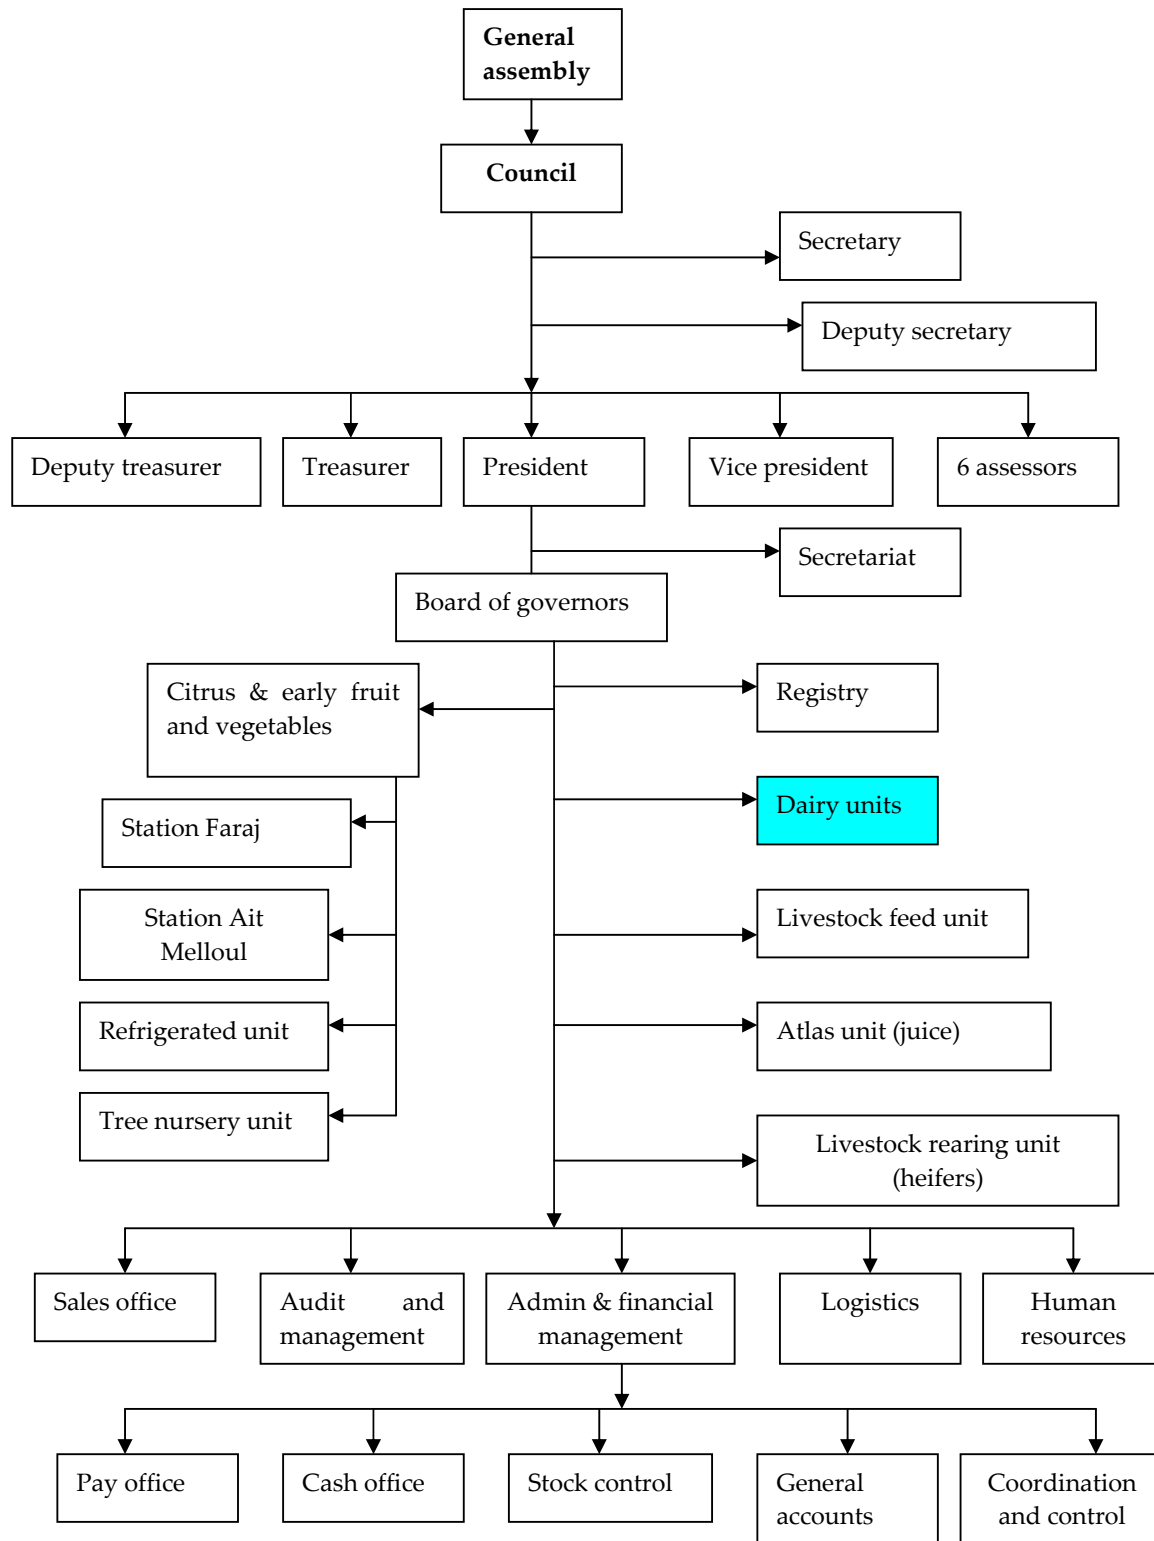 General
assembly
Council
Secretary
Deputy secretary
Deputy treasurer
Treasurer
President
Vice president
6 assessors
Secretariat
Board of governors
Citrus & early fruit
and vegetables
Registry
Dairy units
Station Faraj
Station Ait
Melloul
Livestock feed unit
Refrigerated unit
Atlas unit (juice)
Tree nursery unit
Livestock rearing unit
(heifers)
Sales office
Audit and
management
Admin & financial
management
Logistics
Human
resources
Pay office
Cash office
Stock control
General
accounts
Coordination
and control